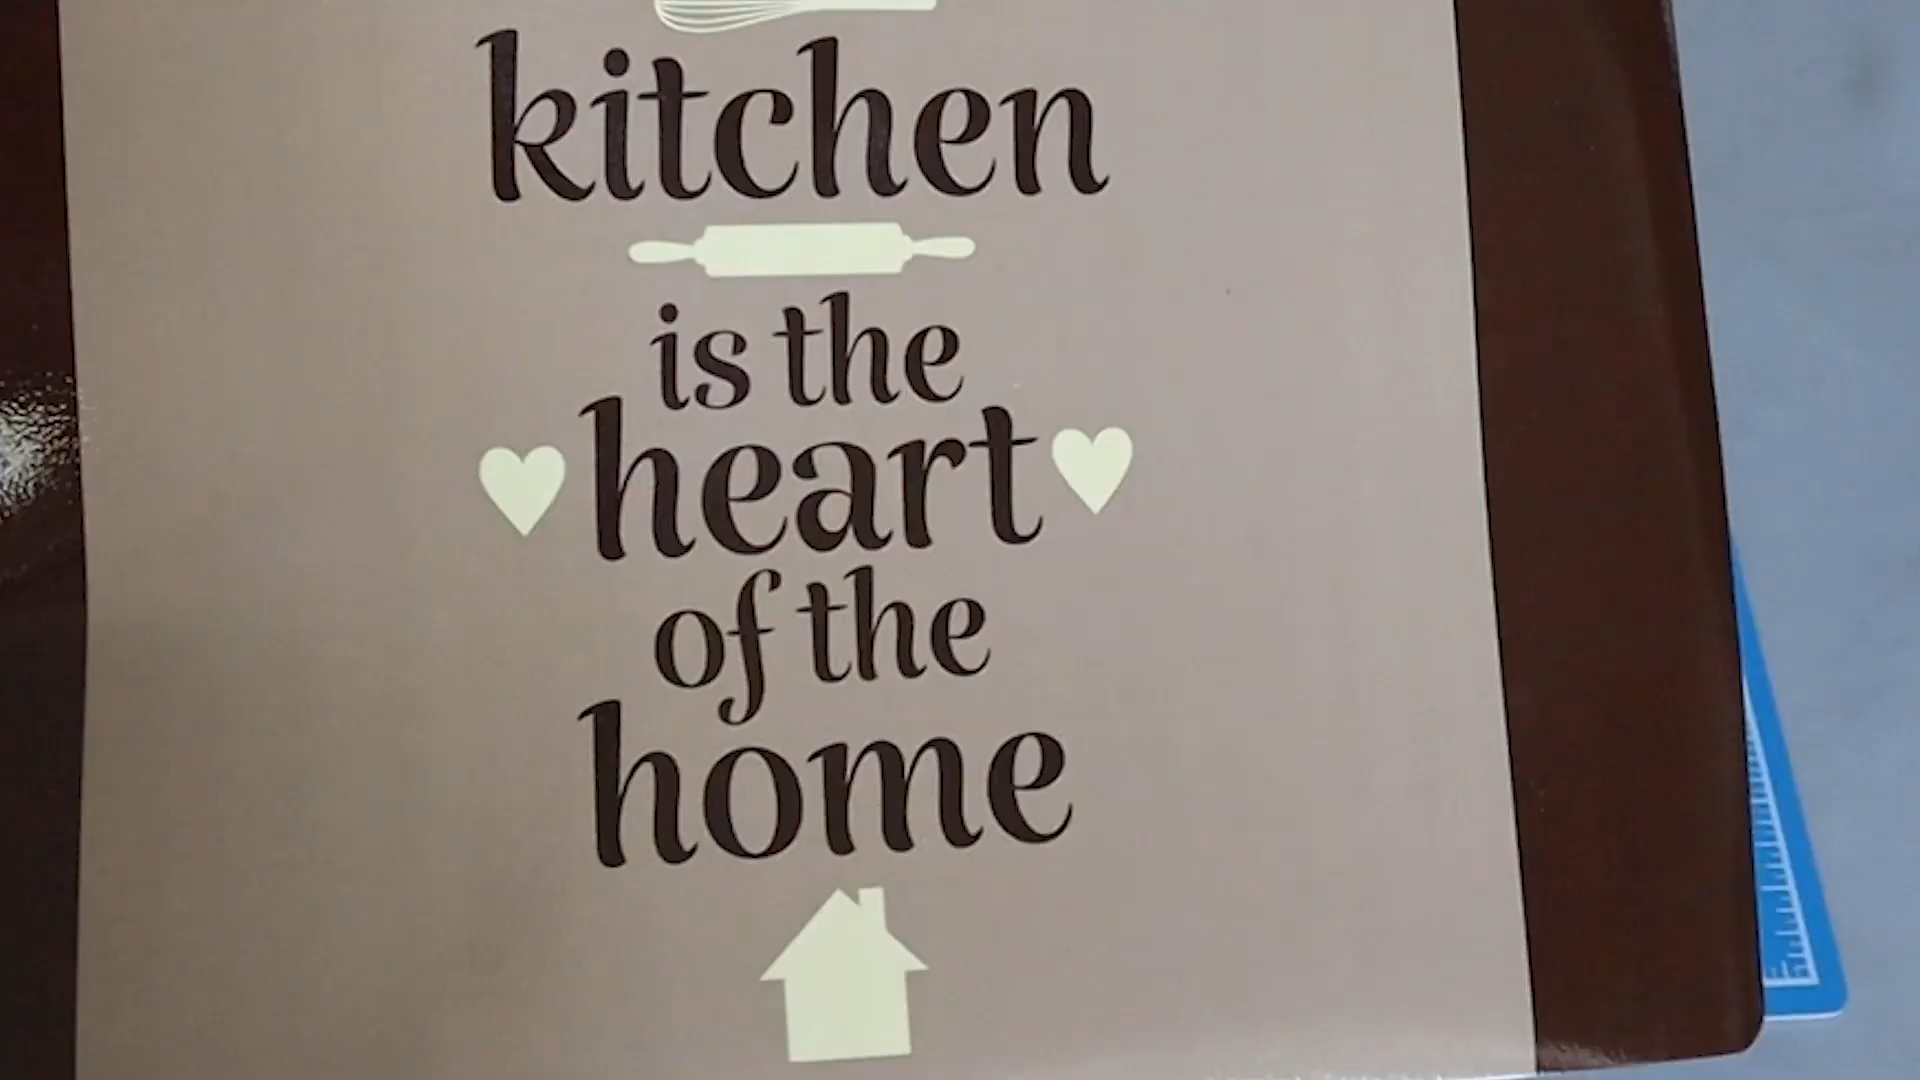 kitchen
is the
heart
of the
home